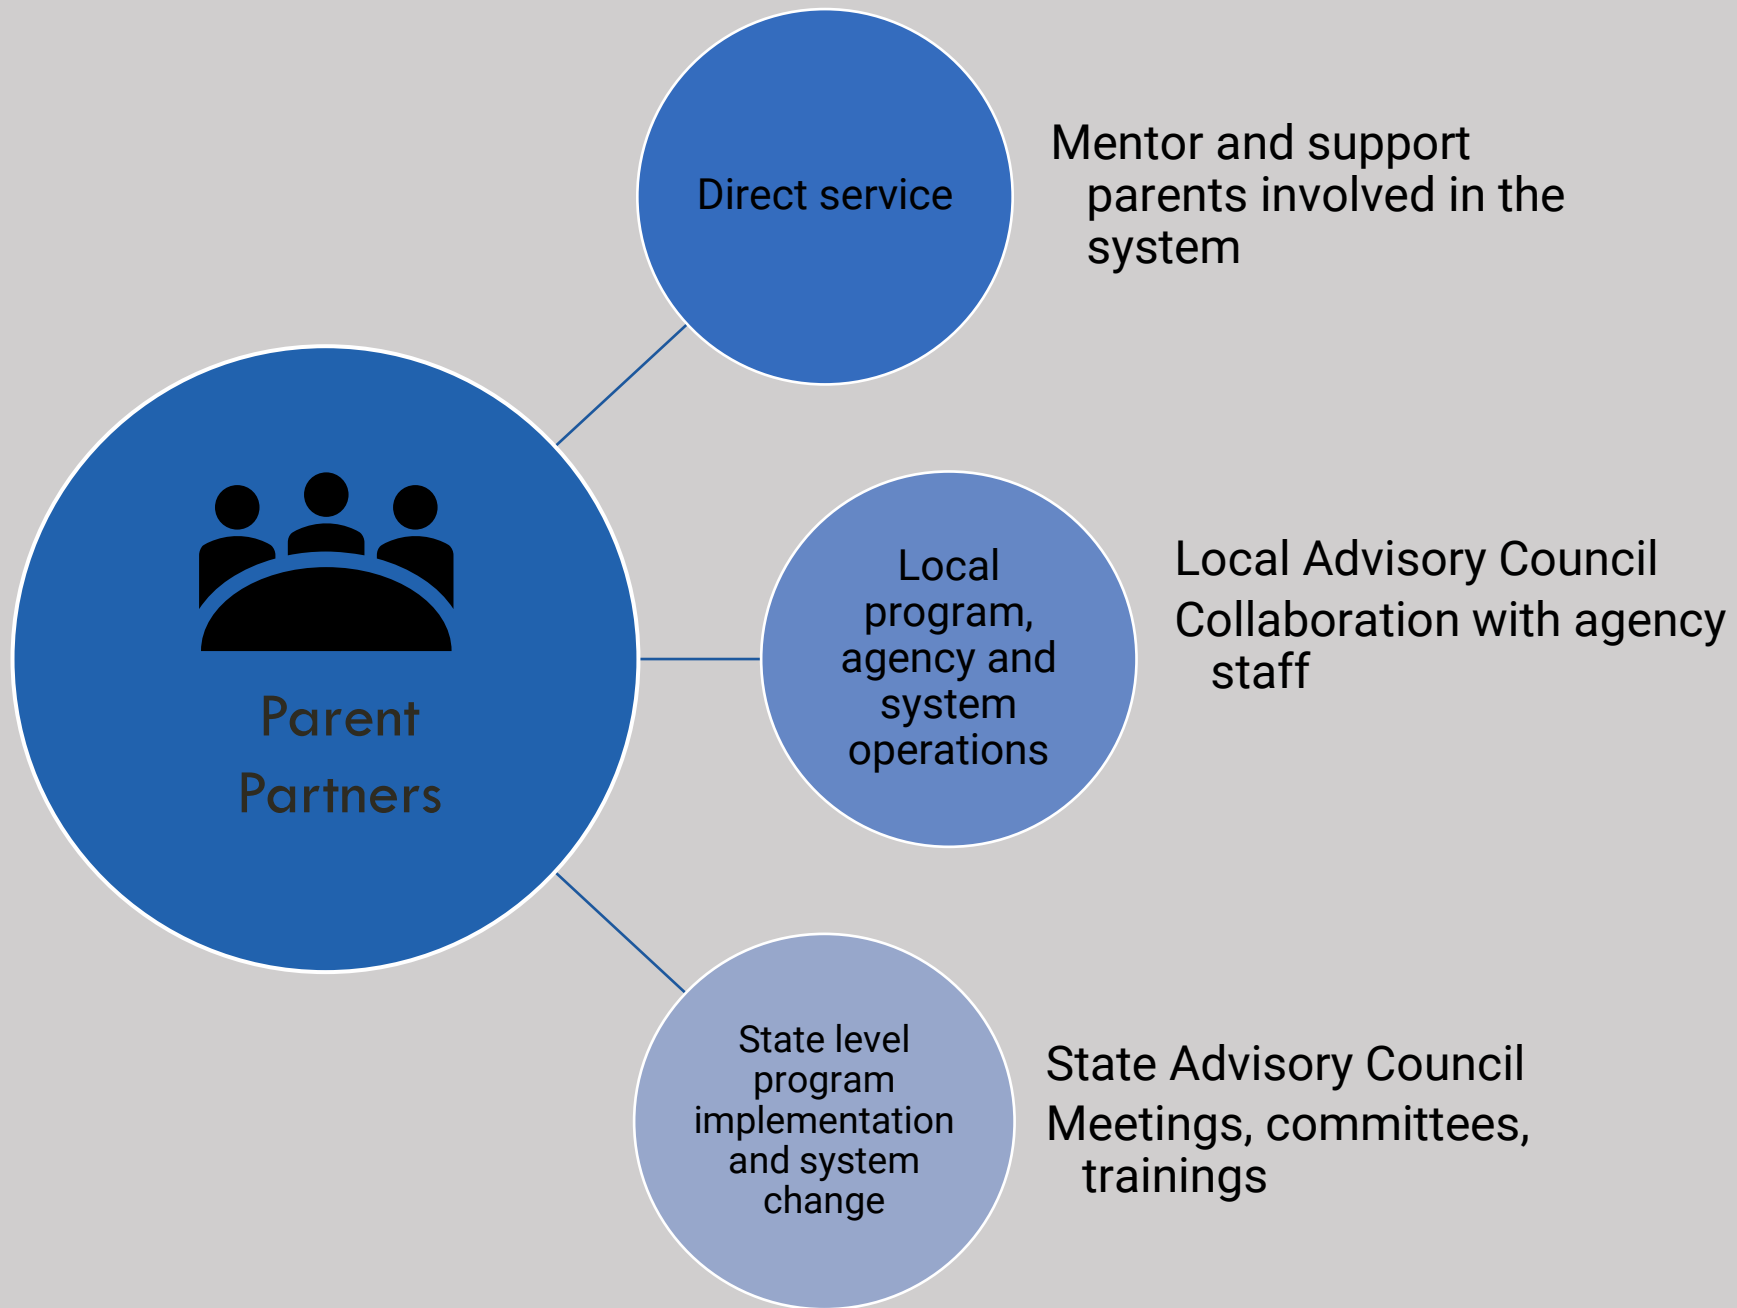 Direct service
Mentor and support
parents involved in the
system
Parent
Partners
Local
program,
agency and
system
operations
Local Advisory Council
Collaboration with agency
staff
State level
program
implementation
and system
change
State Advisory Council
Meetings, committees,
trainings